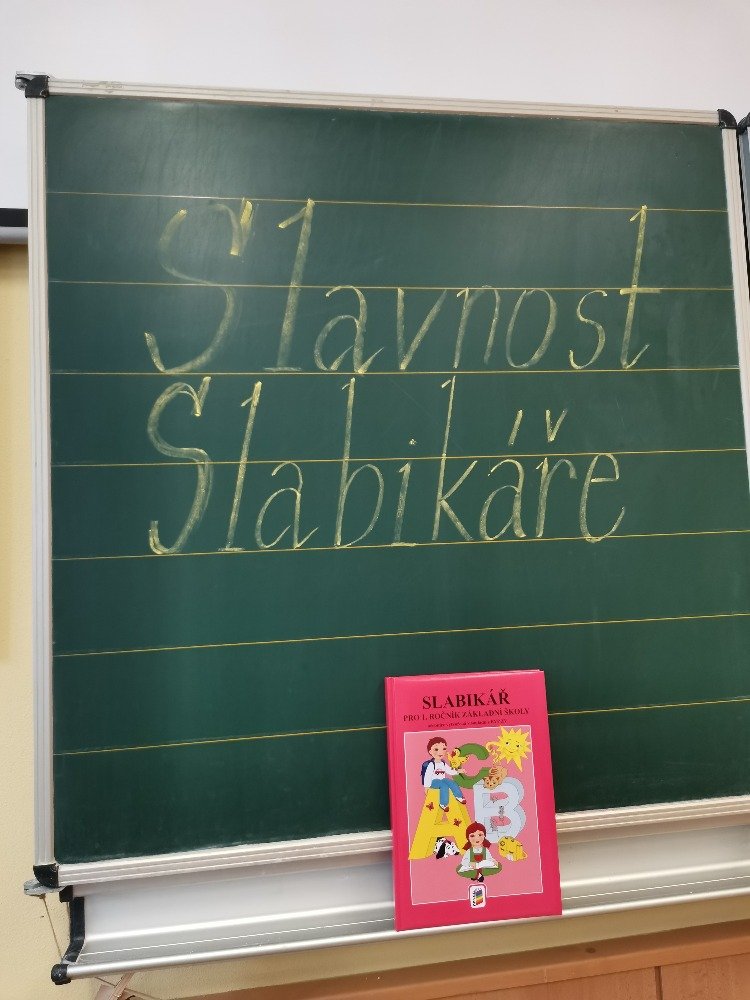 Slavnost
Slabikáře
SLABIKÁŘ
PRO 1. ROČNÍK ZÁKLADNÍ ŠKOLY
C
A B